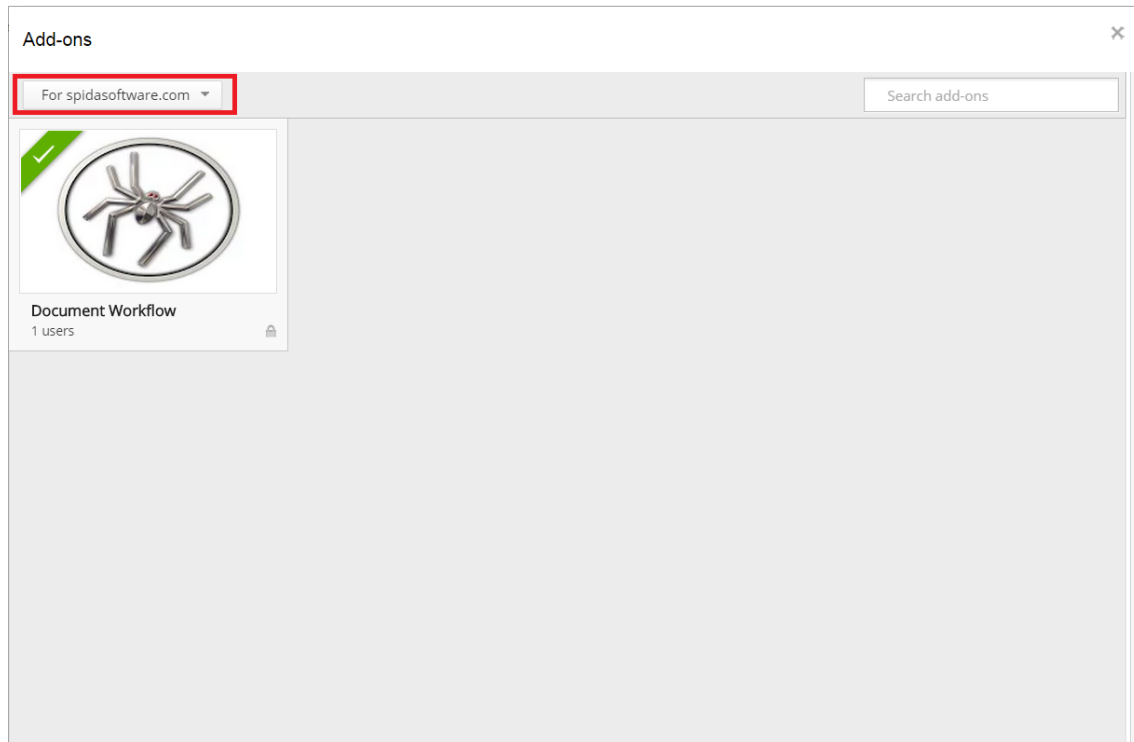 Add-ons
For spidasoftware.com
Search add-ons
Document Workflow
1 users